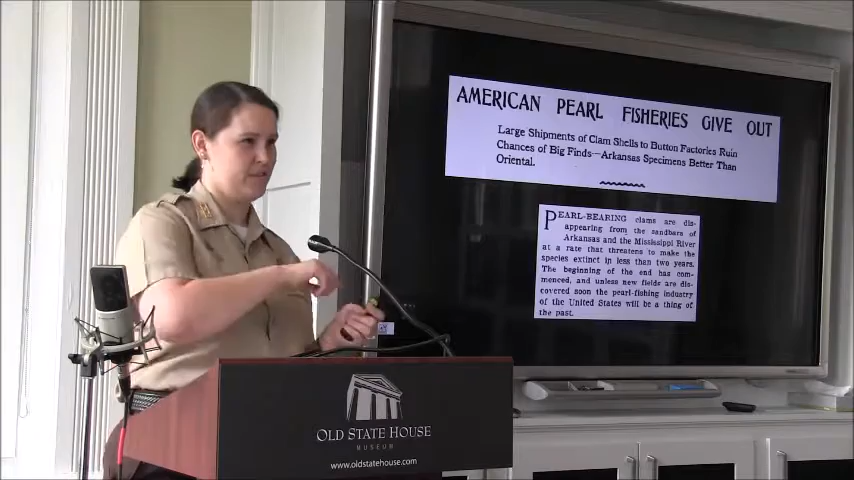 AMERICAN PEARL FISHERIES GIVE OUT
Large Shipments of Clam Shells to Button Factories Ruin
Chances of Big Finds—Arkansas Specimens Better Than
Oriental.
PEARL-BEARING clams are dis-
appearing from the sandbars of
Arkansas and the Mississippi River
at a rate that threatens to make the
species extinct in less than two years.
The beginning of the end has com-
menced, and unless new fields are dis-
covered soon the pearl-fishing industry
of the United States will be a thing of
the past.
OLD STATE HOUSE
MUSEUM
www.oldstatehouse.com